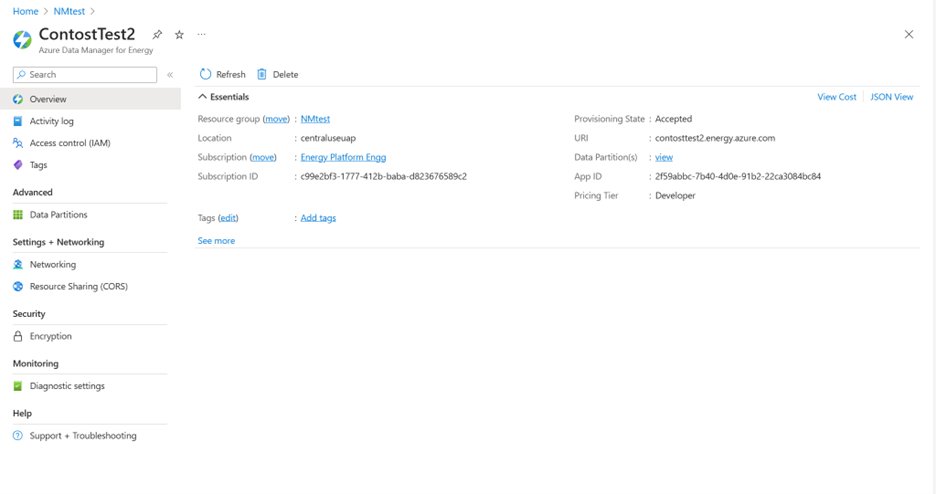 Home > NMtest >
ContostTest2
Azure Data Manager for Energy
Search
Refresh Delete
Overview
Activity log
Access control (IAM)
Tags
Advanced
Data Partitions
Settings + Networking
Networking
Resource Sharing (CORS)
Security
Encryption
Monitoring
Diagnostic settings
Help
Support + Troubleshooting
Essentials
View Cost JSON View
Resource group (move) : NMtest
Location : centraluseuap
Subscription (move) : Energy Platform Engg
Subscription ID : c99e2bf3-1777-412b-baba-d823676589c2
Provisioning State : Accepted
URI : contosttest2.energy.azure.com
Data Partition(s) : view
App ID : 2f59abbc-7b40-4d0e-91b2-22ca3084bc84
Pricing Tier : Developer
Tags (edit) : Add tags
See more